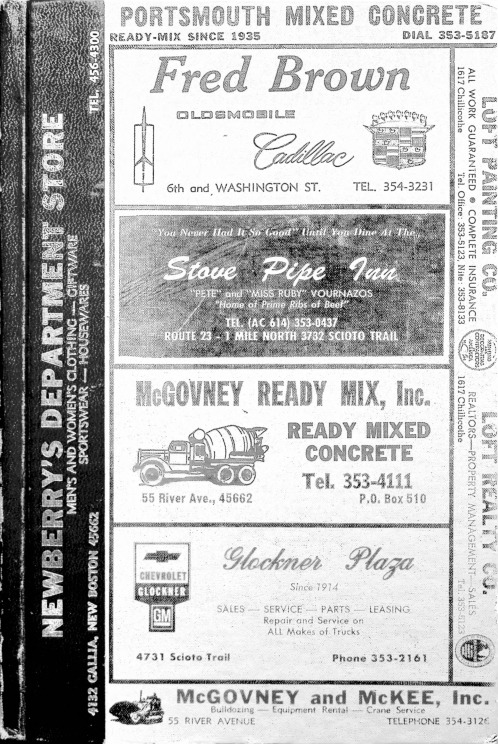 NEWBERRY'S DEPARTMENT STORE
MEN'S AND WOMEN'S CLOTHING — GIFTWARE
SPORTSWEAR — HOUSEWARES
4132 GALLIA, NEW BOSTON 45662
TEL. 456-4300
PORTSMOUTH MIXED CONCRETE
READY-MIX SINCE 1935 DIAL 353-5187
Fred Brown
OLDSMOBILE
Cadillac
6th and WASHINGTON ST. TEL. 354-3231
"You Never Had It So Good" Until You Dine At The...
Stove Pipe Inn
"PETE" and "MISS RUBY" VOURNAZOS
"Home of Prime Ribs of Beef"
TEL. (AC 614) 353-0437
ROUTE 23 - 1 MILE NORTH 3732 SCIOTO TRAIL
McGOVNEY READY MIX, Inc.
READY MIXED
CONCRETE
Tel. 353-4111
55 River Ave., 45662 P.O. Box 510
Glockner Plaza
Since 1914
CHEVROLET
GLOCKNER
GM
SALES — SERVICE — PARTS — LEASING
Repair and Service on
ALL Makes of Trucks
4731 Scioto Trail Phone 353-2161
McGOVNEY and McKEE, Inc.
Bulldozing — Equipment Rental — Crane Service
55 RIVER AVENUE TELEPHONE 354-3126
LUFT PAINTING CO.
ALL WORK GUARANTEED • COMPLETE INSURANCE
1617 Chillicothe Tel. Office 353-5123, Nite 353-8133
LUFT REALTY CO.
REALTORS—PROPERTY MANAGEMENT—SALES
1617 Chillicothe Tel.